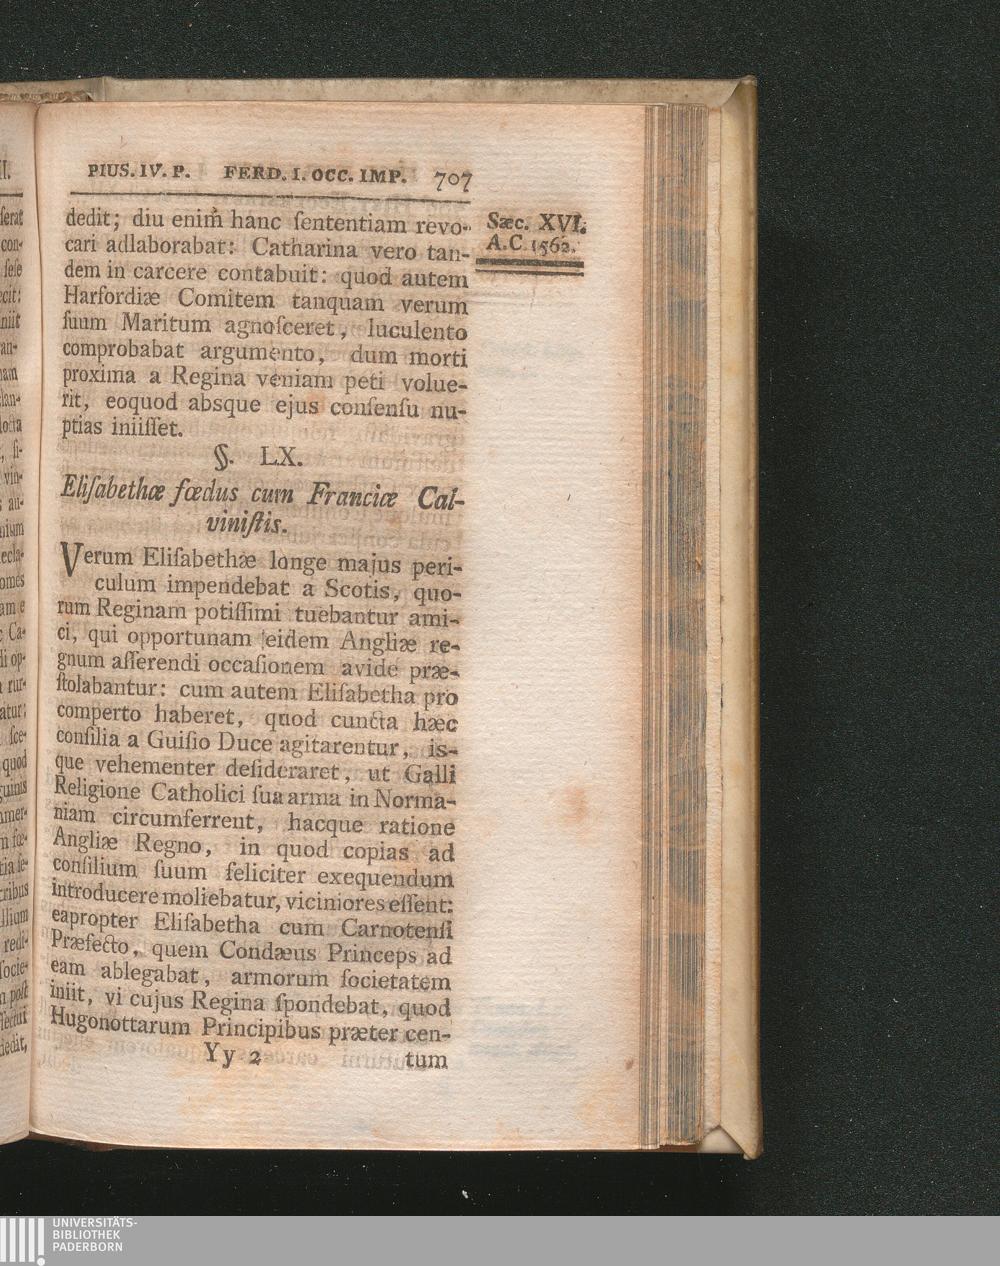 PIUS. IV. P. FERD. I. OCC. IMP. 707
Sæc. XVI.
A.C. 1562.
dedit; diu enim hanc ſententiam revo-
cari adlaborabat: Catharina vero tan-
dem in carcere contabuit: quod autem
Harfordiæ Comitem tanquam verum
ſuum Maritum agnoſceret, luculento
comprobabat argumento, dum morti
proxima a Regina veniam peti volue-
rit, eoquod absque ejus conſenſu nu-
ptias iniiſſet.
§. LX.
Eliſabethæ fœdus cum Franciæ Cal-
viniſtis.
Verum Eliſabethæ longe majus peri-
culum impendebat a Scotis, quo-
rum Reginam potiſſimi tuebantur ami-
ci, qui opportunam eidem Angliæ re-
gnum aſſerendi occaſionem avide præ-
ſtolabantur: cum autem Eliſabetha pro
comperto haberet, quod cuncta hæc
conſilia a Guiſio Duce agitarentur, is-
que vehementer deſideraret, ut Galli
Religione Catholici ſua arma in Norma-
niam circumferrent, hacque ratione
Angliæ Regno, in quod copias ad
conſilium ſuum feliciter exequendum
introducere moliebatur, viciniores eſſent:
eapropter Eliſabetha cum Carnotenſi
Præfecto, quem Condæus Princeps ad
eam ablegabat, armorum ſocietatem
iniit, vi cujus Regina ſpondebat, quod
Hugonottarum Principibus præter cen-
Yy 2 tum
UNIVERSITÄTS-
BIBLIOTHEK
PADERBORN